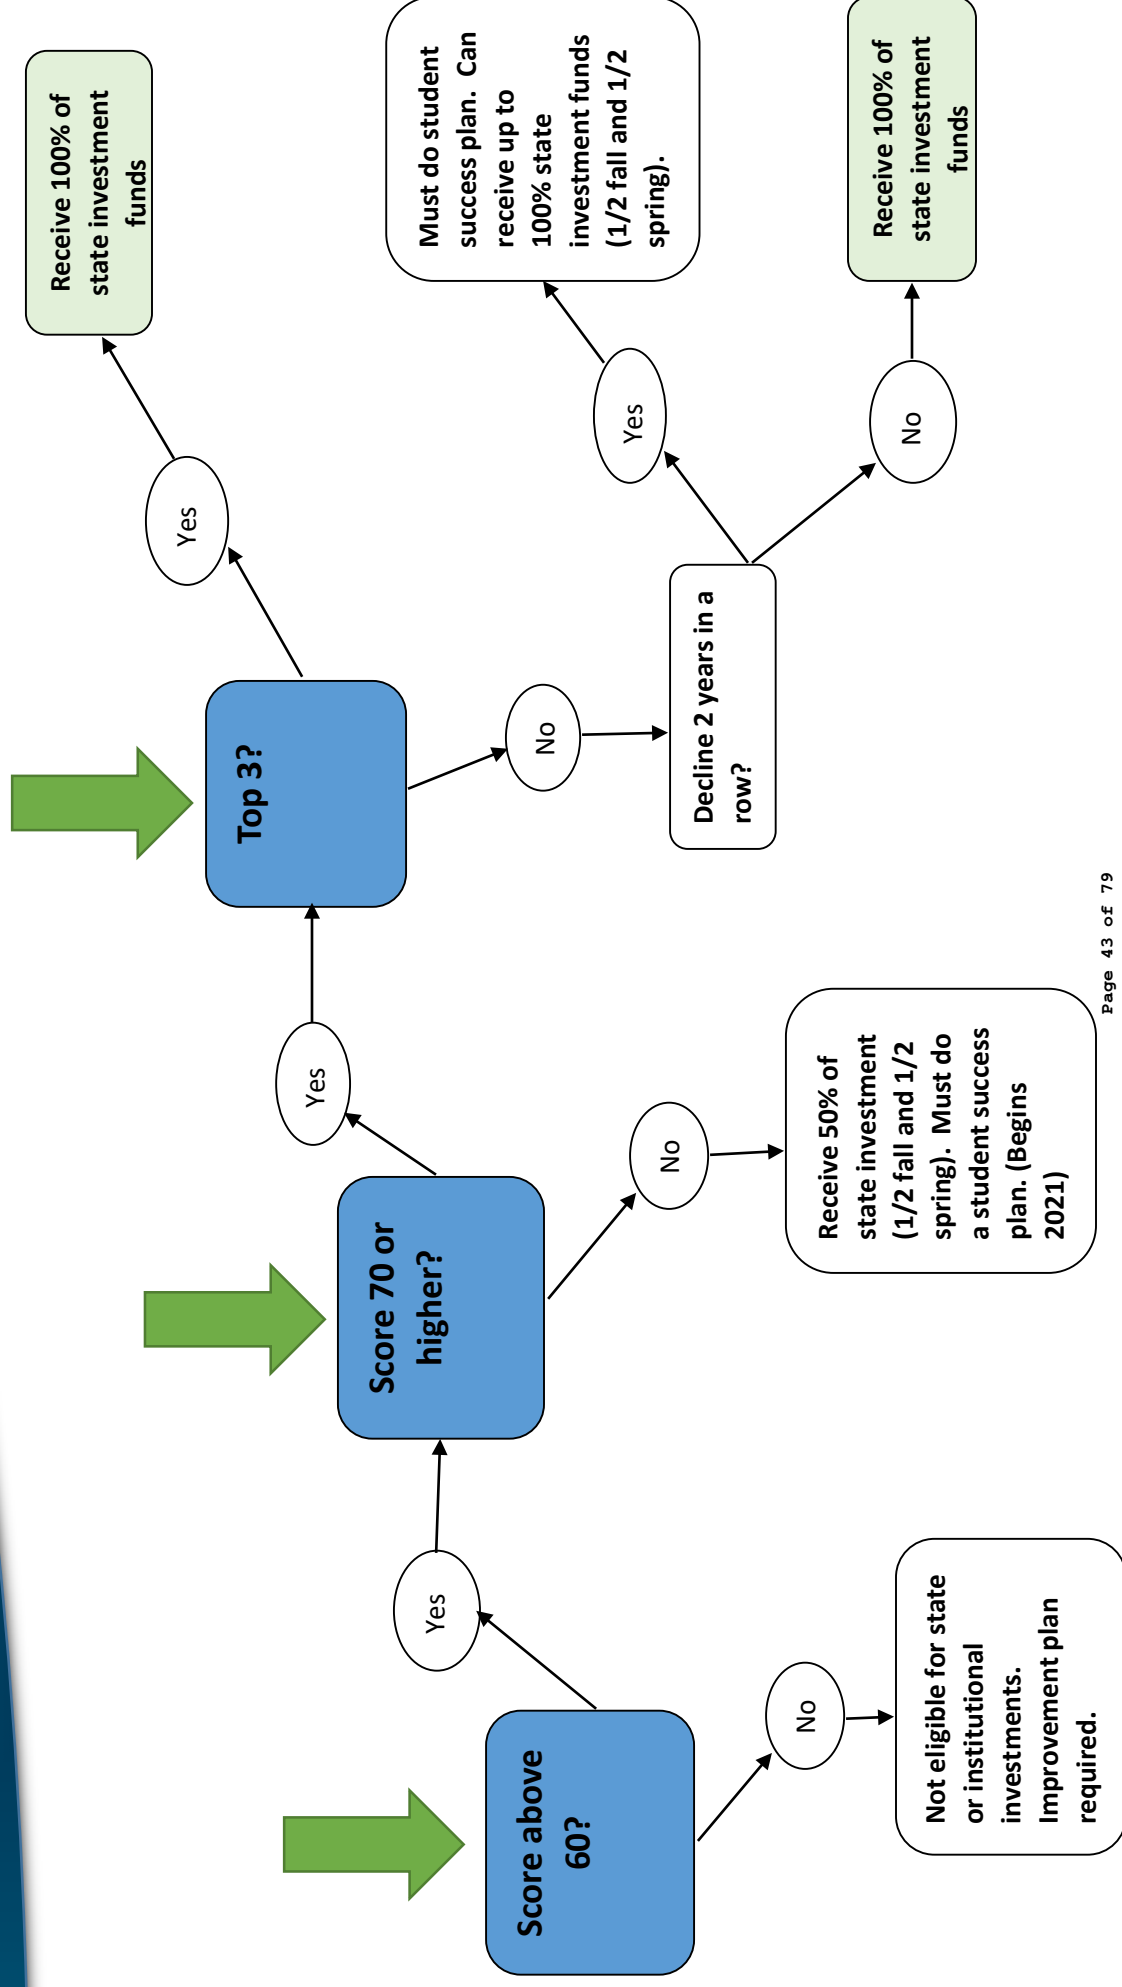 Score above
60?
Yes
No
Not eligible for state
or institutional
investments.
Improvement plan
required.
Score 70 or
higher?
Yes
No
Receive 50% of
state investment
(1/2 fall and 1/2
spring).  Must do
a student success
plan. (Begins
2021)
Top 3?
Yes
Receive 100% of
state investment
funds
No
Decline 2 years in a
row?
Yes
Must do student
success plan.  Can
receive up to
100% state
investment funds
(1/2 fall and 1/2
spring).
No
Receive 100% of
state investment
funds
Page 43 of 79